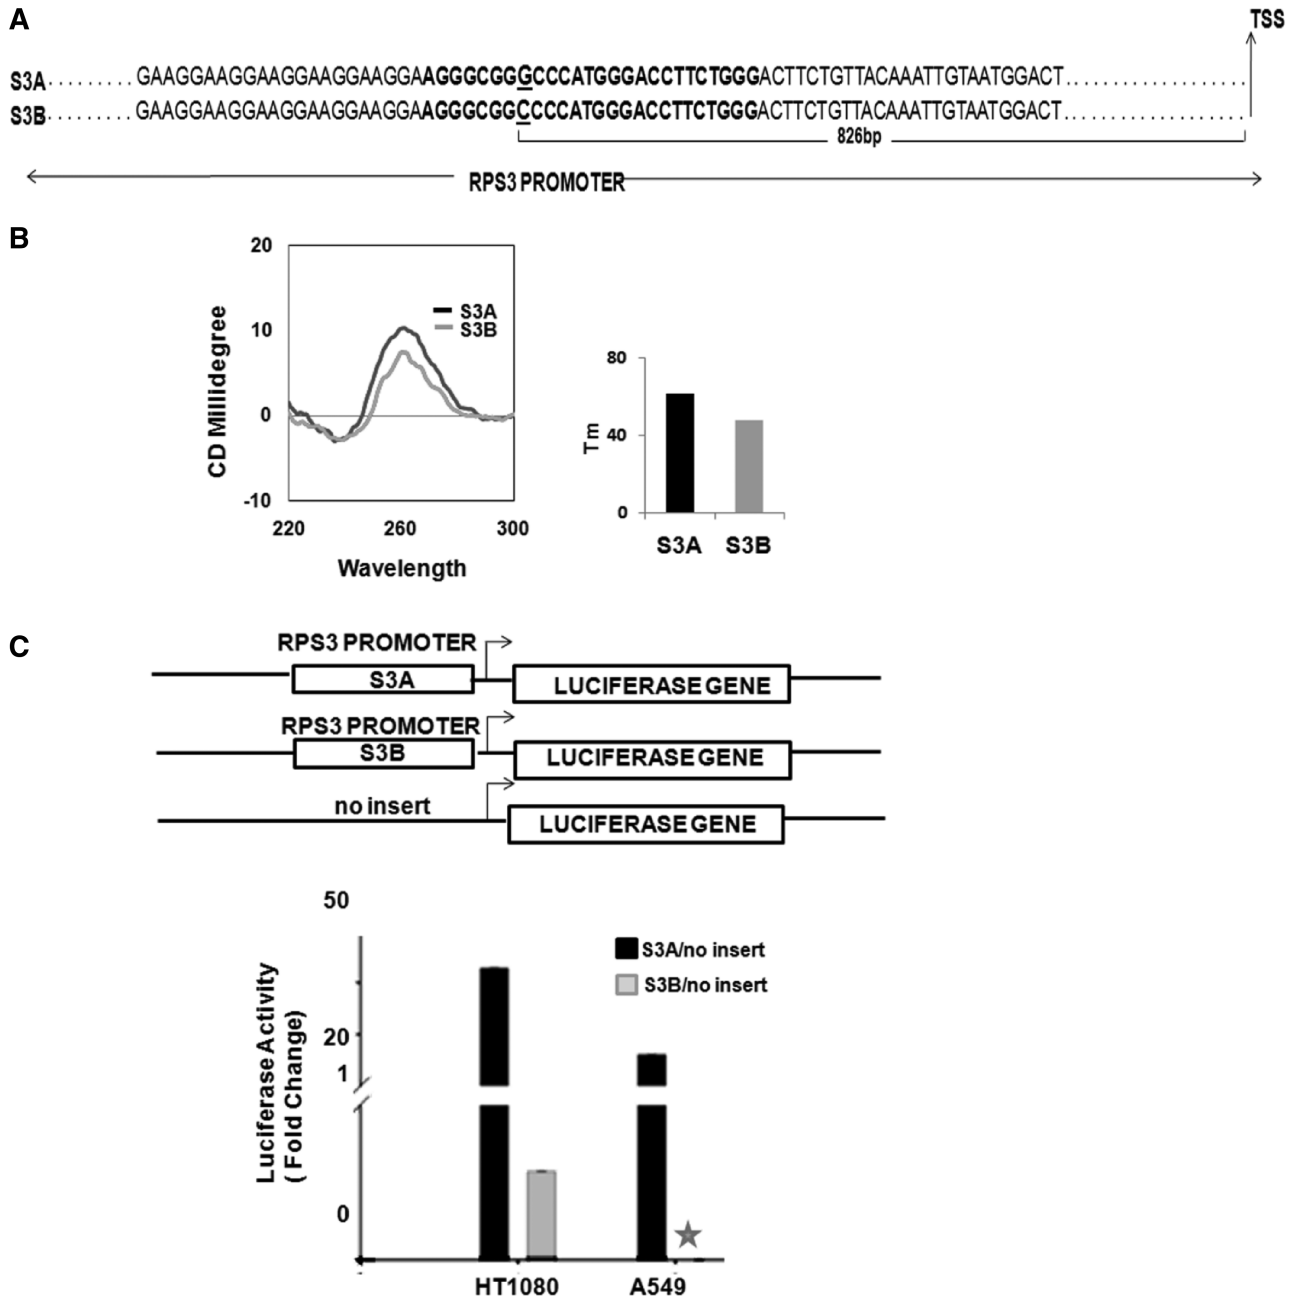 A
TSS
S3A ......... GAAGGAAGGAAGGAAGGAAGGAAGGGCGGGCCCATGGGACCTTCTGGGACTTCTGTTACAAATTGTAATGGACT...................
S3B ......... GAAGGAAGGAAGGAAGGAAGGAAGGGCGGCCCCATGGGACCTTCTGGGACTTCTGTTACAAATTGTAATGGACT...................
826bp
RPS3 PROMOTER
B
20
10
0
-10
CD Millidegree
S3A
S3B
220 260 300
Wavelength
80
40
0
Tm
S3A S3B
C
RPS3 PROMOTER
S3A
LUCIFERASE GENE
RPS3 PROMOTER
S3B
LUCIFERASE GENE
no insert
LUCIFERASE GENE
50
20
1
0
Luciferase Activity
( Fold Change)
S3A/no insert
S3B/no insert
HT1080 A549